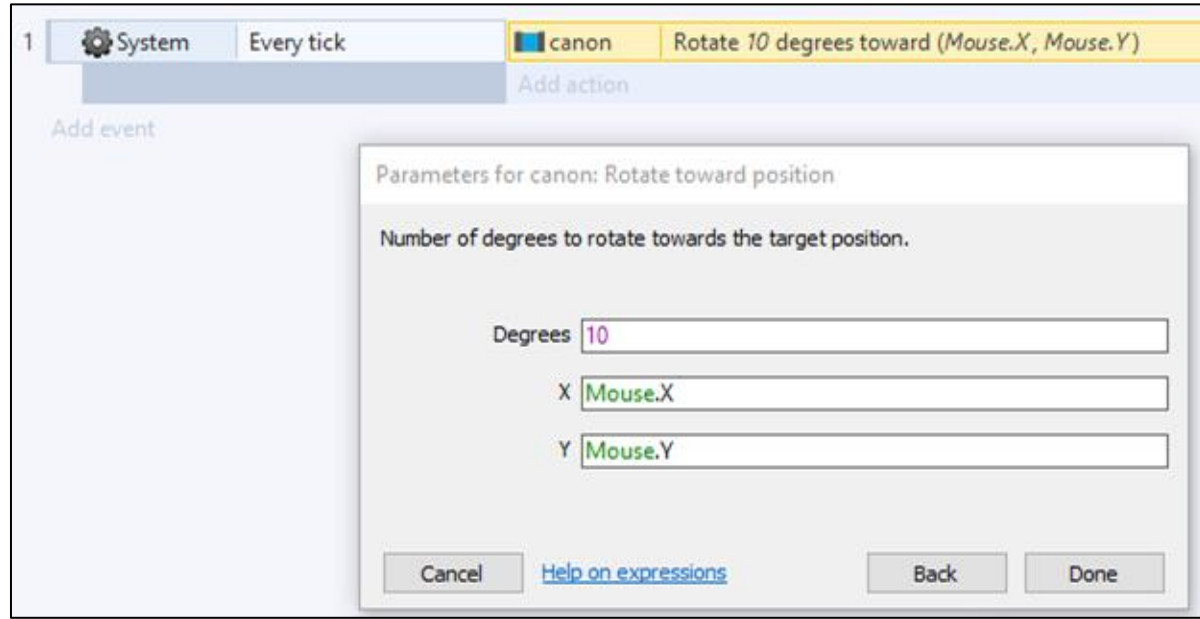 1 System Every tick canon Rotate 10 degrees toward (Mouse.X, Mouse.Y)
Add action
Add event
Parameters for canon: Rotate toward position
Number of degrees to rotate towards the target position.
Degrees 10
X Mouse.X
Y Mouse.Y
Cancel Help on expressions Back Done